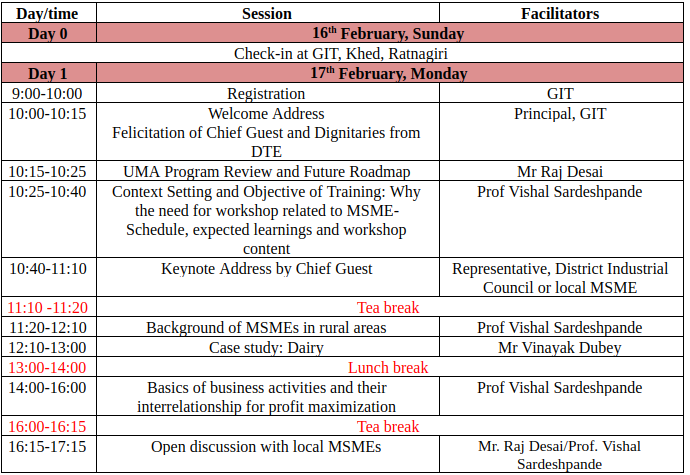 Day/time Session Facilitators
Day 0 16th February, Sunday
Check-in at GIT, Khed, Ratnagiri
Day 1 17th February, Monday
9:00-10:00 Registration GIT
10:00-10:15 Welcome Address Principal, GIT
Felicitation of Chief Guest and Dignitaries from
DTE
10:15-10:25 UMA Program Review and Future Roadmap Mr Raj Desai
10:25-10:40 Context Setting and Objective of Training: Why Prof Vishal Sardeshpande
the need for workshop related to MSME-
Schedule, expected learnings and workshop
content
10:40-11:10 Keynote Address by Chief Guest Representative, District Industrial
Council or local MSME
11:10 -11:20 Tea break
11:20-12:10 Background of MSMEs in rural areas Prof Vishal Sardeshpande
12:10-13:00 Case study: Dairy Mr Vinayak Dubey
13:00-14:00 Lunch break
14:00-16:00 Basics of business activities and their Prof Vishal Sardeshpande
interrelationship for profit maximization
16:00-16:15 Tea break
16:15-17:15 Open discussion with local MSMEs Mr. Raj Desai/Prof. Vishal
Sardeshpande